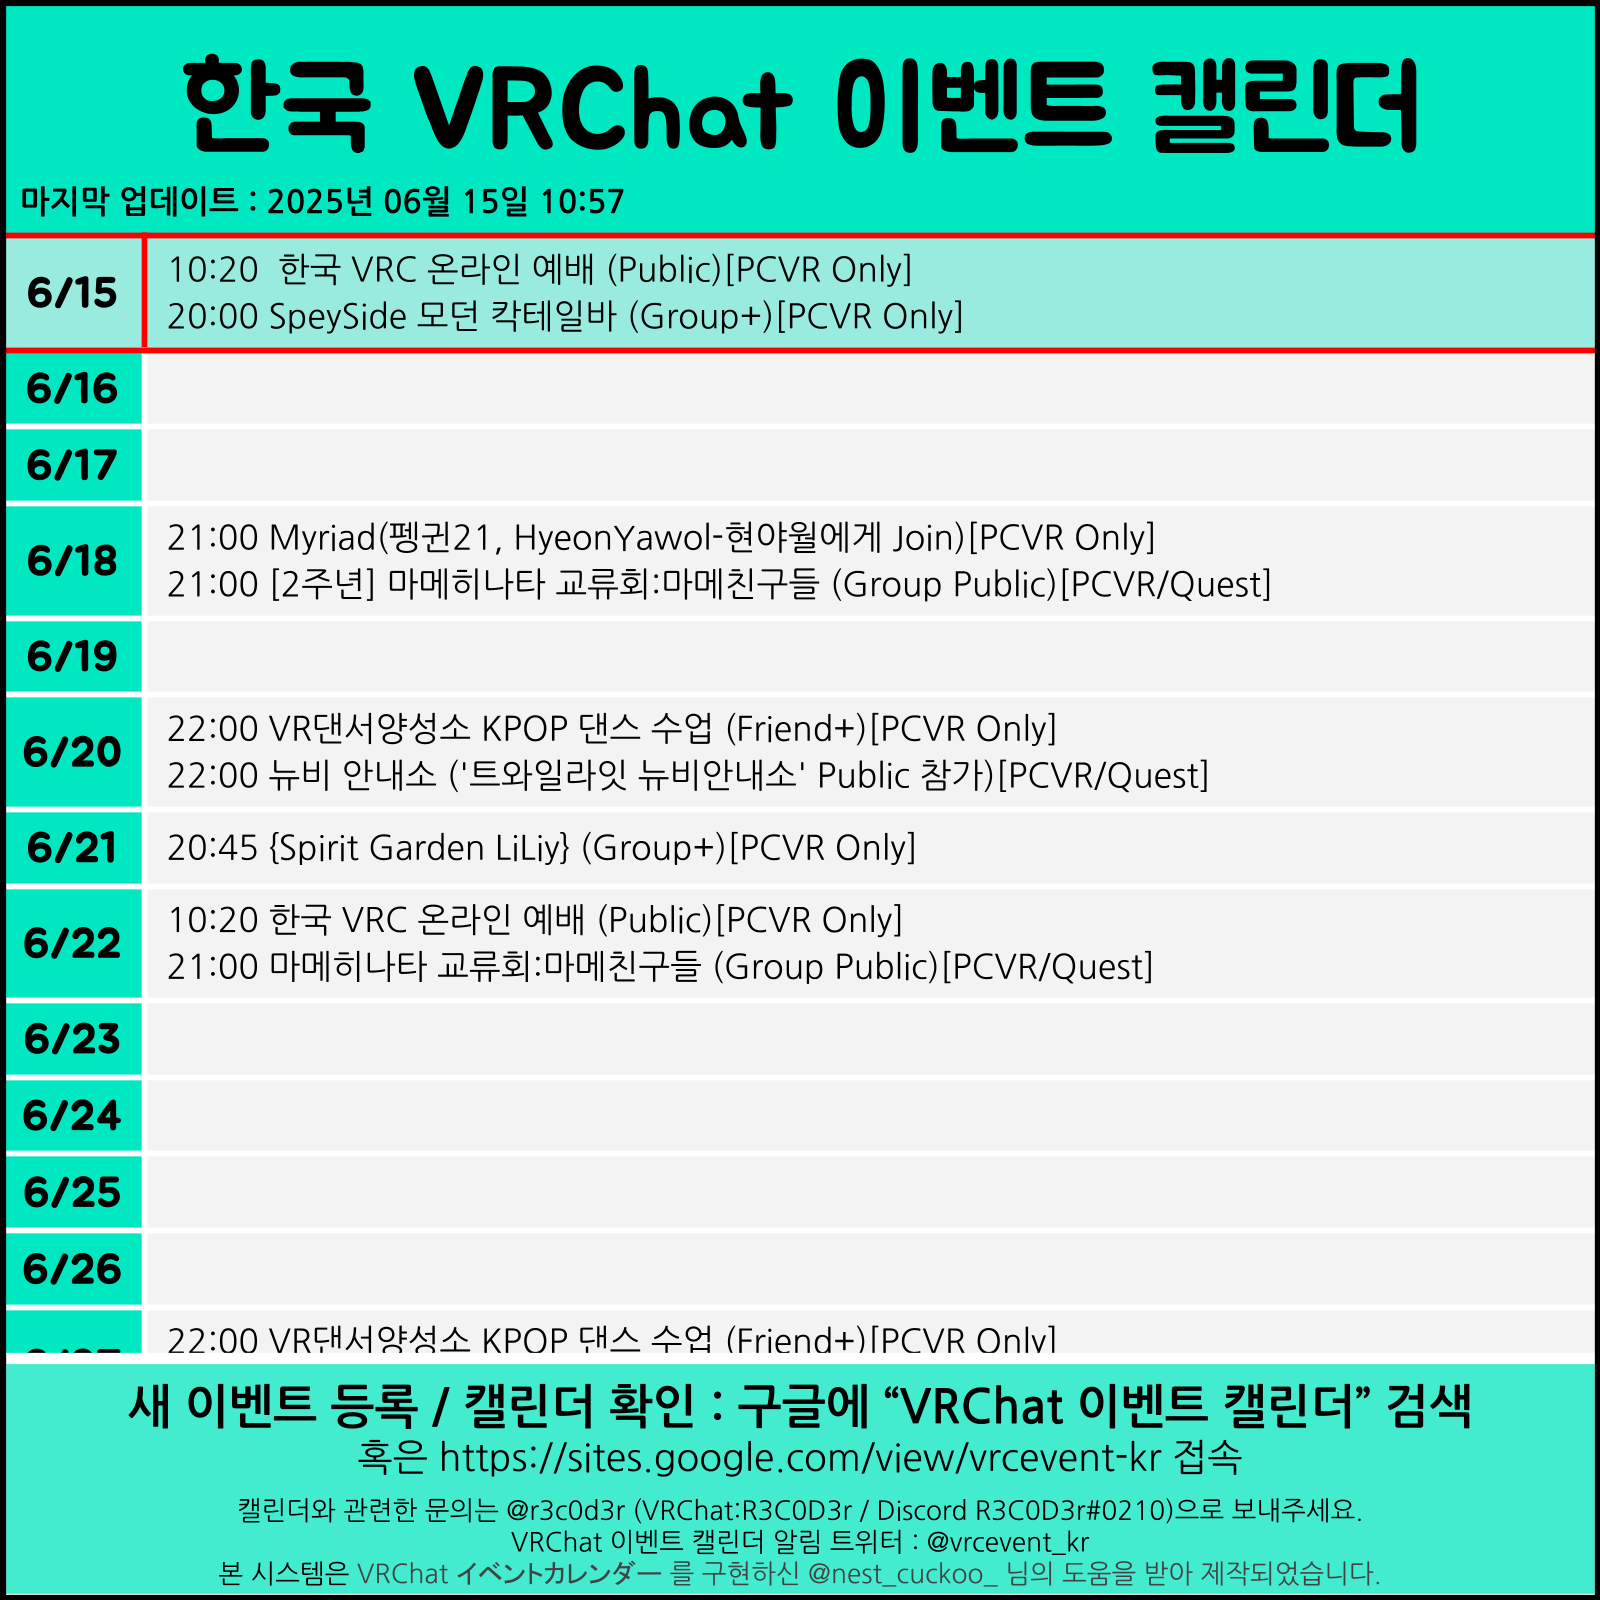 한국 VRChat 이벤트 캘린더
마지막 업데이트 : 2025년 06월 15일 10:57
6/15
10:20 한국 VRC 온라인 예배 (Public)[PCVR Only]
20:00 SpeySide 모던 칵테일바 (Group+)[PCVR Only]
6/16
6/17
6/18
21:00 Myriad(펭귄21, HyeonYawol-현야월에게 Join)[PCVR Only]
21:00 [2주년] 마메히나타 교류회:마메친구들 (Group Public)[PCVR/Quest]
6/19
6/20
22:00 VR댄서양성소 KPOP 댄스 수업 (Friend+)[PCVR Only]
22:00 뉴비 안내소 ('트와일라잇 뉴비안내소' Public 참가)[PCVR/Quest]
6/21
20:45 {Spirit Garden LiLiy} (Group+)[PCVR Only]
6/22
10:20 한국 VRC 온라인 예배 (Public)[PCVR Only]
21:00 마메히나타 교류회:마메친구들 (Group Public)[PCVR/Quest]
6/23
6/24
6/25
6/26
22:00 VR댄서양성소 KPOP 댄스 수업 (Friend+)[PCVR Only]
새 이벤트 등록 / 캘린더 확인 : 구글에 “VRChat 이벤트 캘린더” 검색
혹은 https://sites.google.com/view/vrcevent-kr 접속
캘린더와 관련한 문의는 @r3c0d3r (VRChat:R3C0D3r / Discord R3C0D3r#0210)으로 보내주세요.
VRChat 이벤트 캘린더 알림 트위터 : @vrcevent_kr
본 시스템은 VRChat イベントカレンダー 를 구현하신 @nest_cuckoo_ 님의 도움을 받아 제작되었습니다.